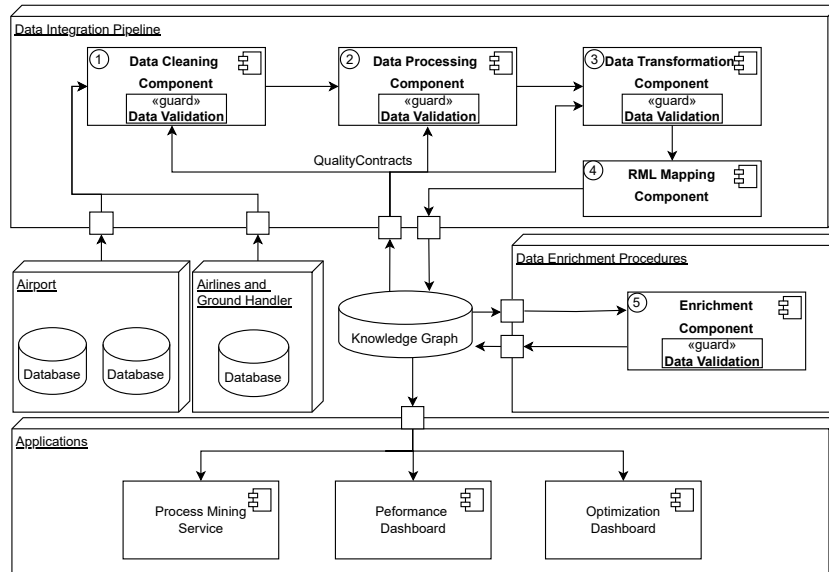 Data Integration Pipeline
1
Data Cleaning
Component
«guard»
Data Validation
2
Data Processing
Component
«guard»
Data Validation
3
Data Transformation
Component
«guard»
Data Validation
QualityContracts
4
RML Mapping
Component
Airport
Database
Database
Airlines and
Ground Handler
Database
Knowledge Graph
Data Enrichment Procedures
5
Enrichment
Component
«guard»
Data Validation
Applications
Process Mining
Service
Peformance
Dashboard
Optimization
Dashboard